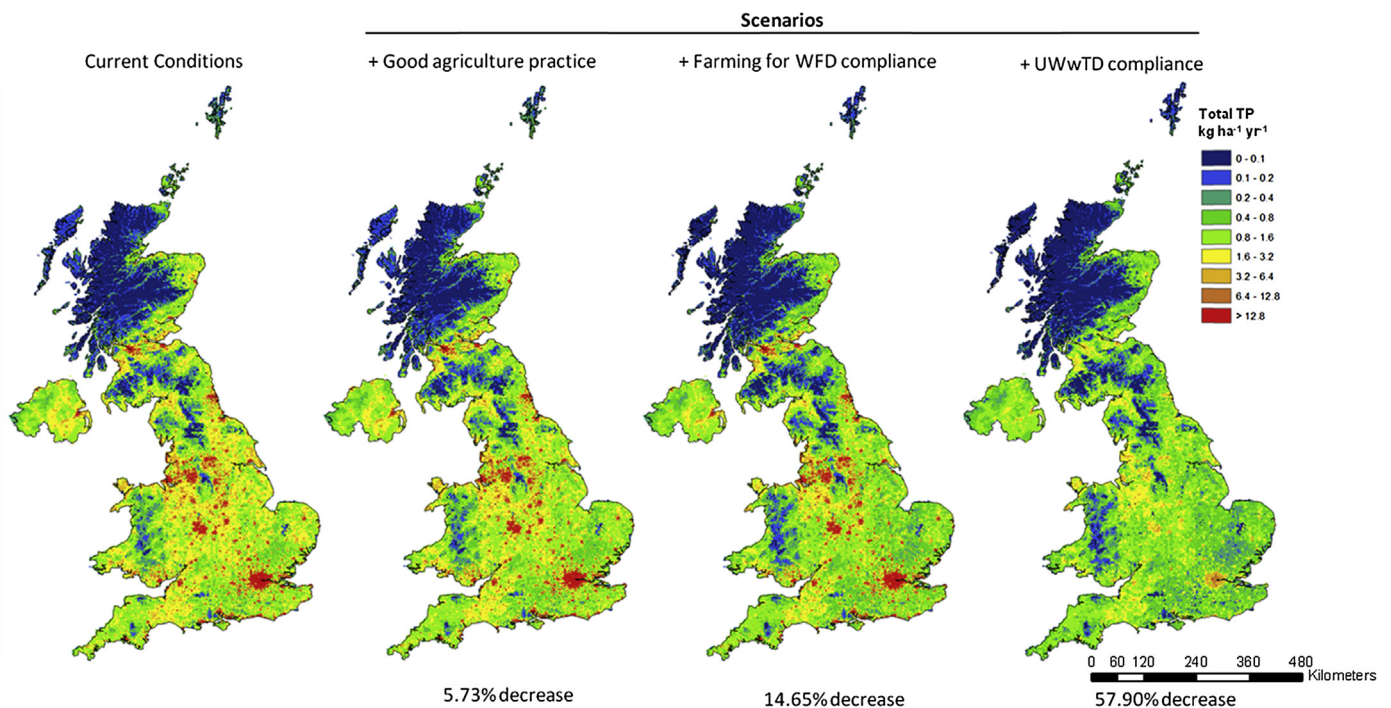 Scenarios
Current Conditions
+ Good agriculture practice
+ Farming for WFD compliance
+ UWwTD compliance
Total TP
kg ha⁻¹ yr⁻¹
0 - 0.1
0.1 - 0.2
0.2 - 0.4
0.4 - 0.8
0.8 - 1.6
1.6 - 3.2
3.2 - 6.4
6.4 - 12.8
> 12.8
0 60 120 240 360 480
Kilometers
5.73% decrease
14.65% decrease
57.90% decrease